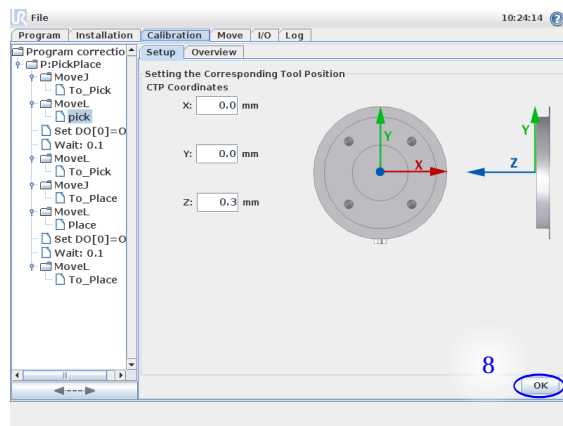 UR File 10:24:14
Program Installation Calibration Move I/O Log
Program correctio
P:PickPlace
MoveJ
To_Pick
MoveL
pick
Set DO[0]=O
Wait: 0.1
MoveL
To_Pick
MoveJ
To_Place
MoveL
Place
Set DO[0]=O
Wait: 0.1
MoveL
To_Place
Setup Overview
Setting the Corresponding Tool Position
CTP Coordinates
X: 0.0 mm
Y: 0.0 mm
Z: 0.3 mm
Y
X
Y
Z
8
OK